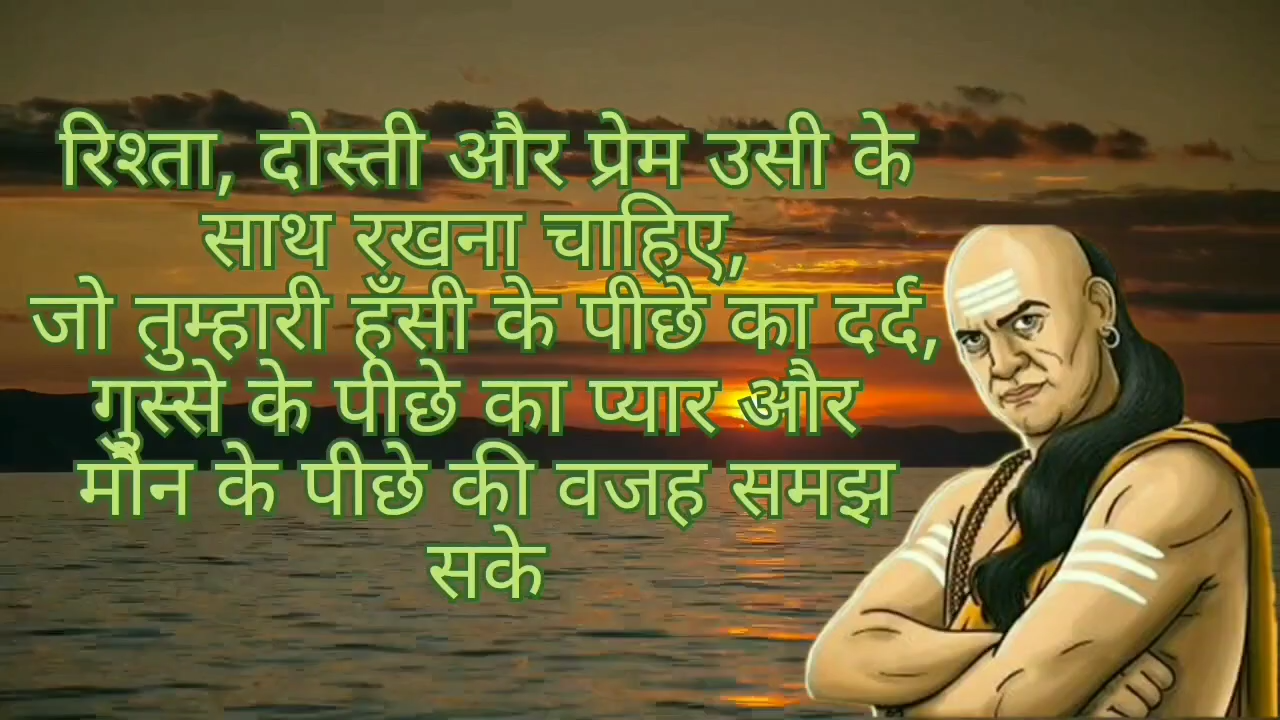 रिश्ता, दोस्ती और प्रेम उसी के
साथ रखना चाहिए,
जो तुम्हारी हँसी के पीछे का दर्द,
गुस्से के पीछे का प्यार और
मौन के पीछे की वजह समझ
सके